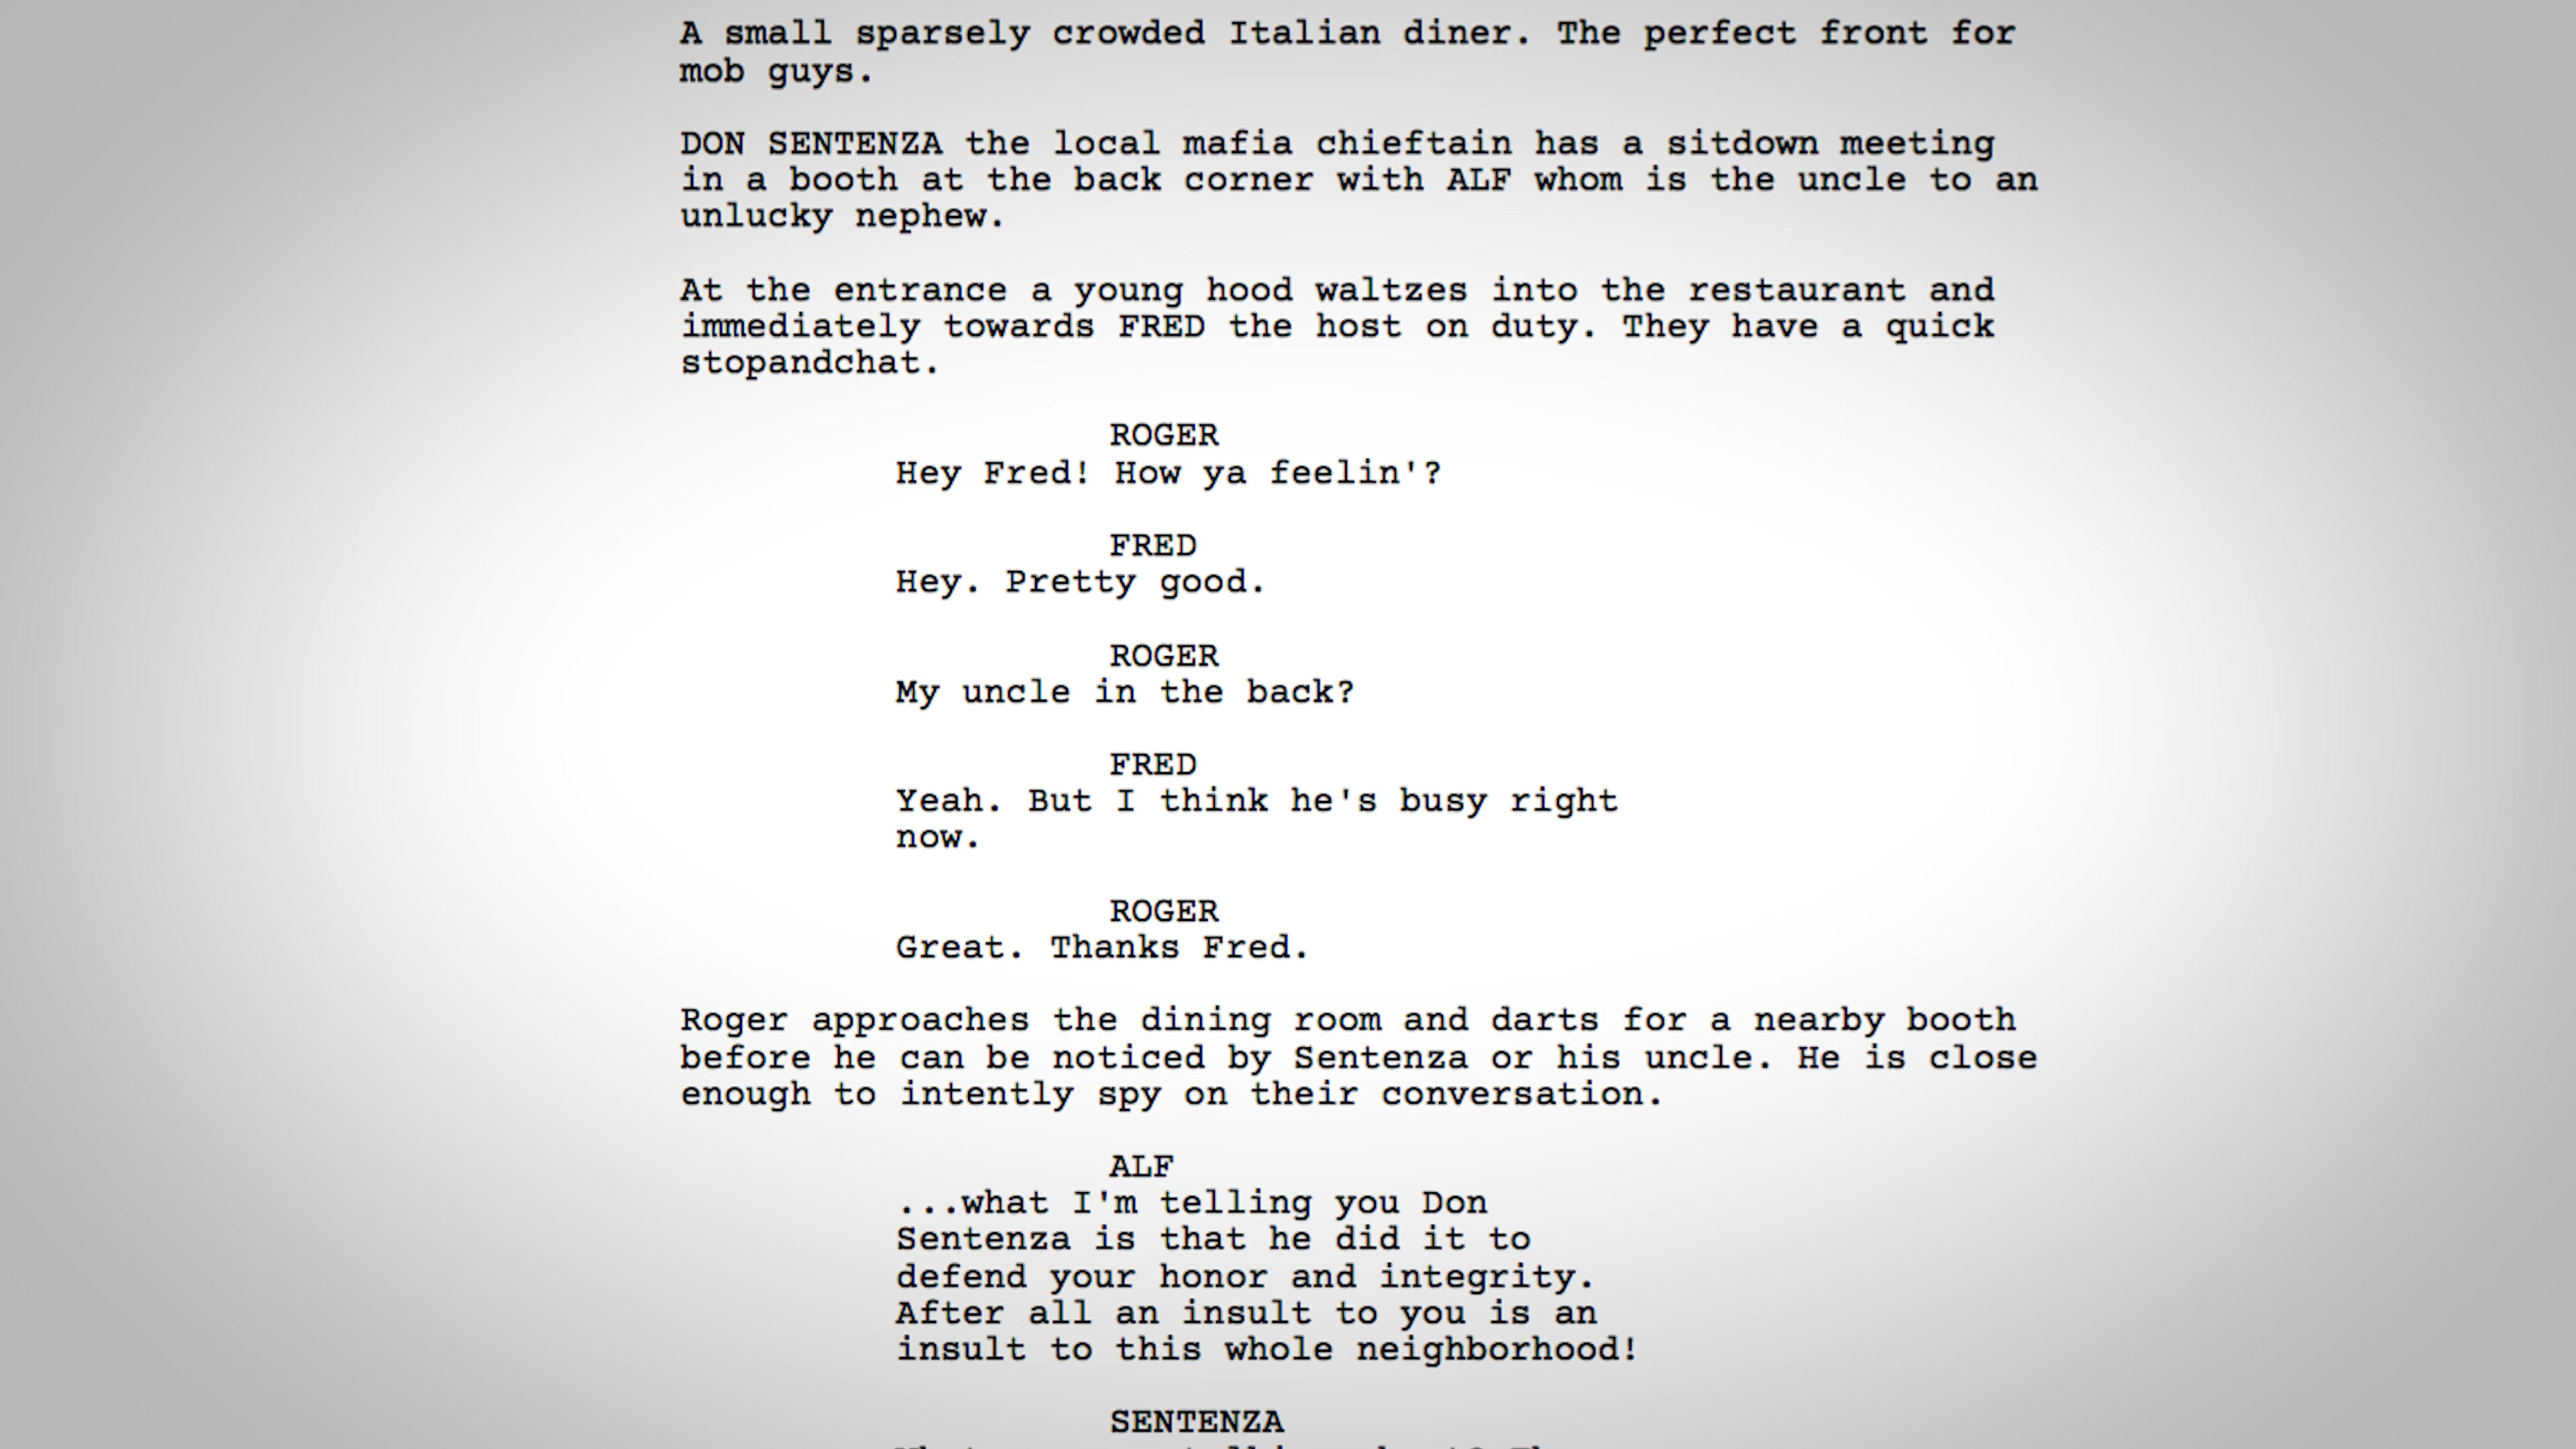 A small sparsely crowded Italian diner. The perfect front for
mob guys.
DON SENTENZA the local mafia chieftain has a sitdown meeting
in a booth at the back corner with ALF whom is the uncle to an
unlucky nephew.
At the entrance a young hood waltzes into the restaurant and
immediately towards FRED the host on duty. They have a quick
stopandchat.
ROGER
Hey Fred! How ya feelin'?
FRED
Hey. Pretty good.
ROGER
My uncle in the back?
FRED
Yeah. But I think he's busy right
now.
ROGER
Great. Thanks Fred.
Roger approaches the dining room and darts for a nearby booth
before he can be noticed by Sentenza or his uncle. He is close
enough to intently spy on their conversation.
ALF
...what I'm telling you Don
Sentenza is that he did it to
defend your honor and integrity.
After all an insult to you is an
insult to this whole neighborhood!
SENTENZA